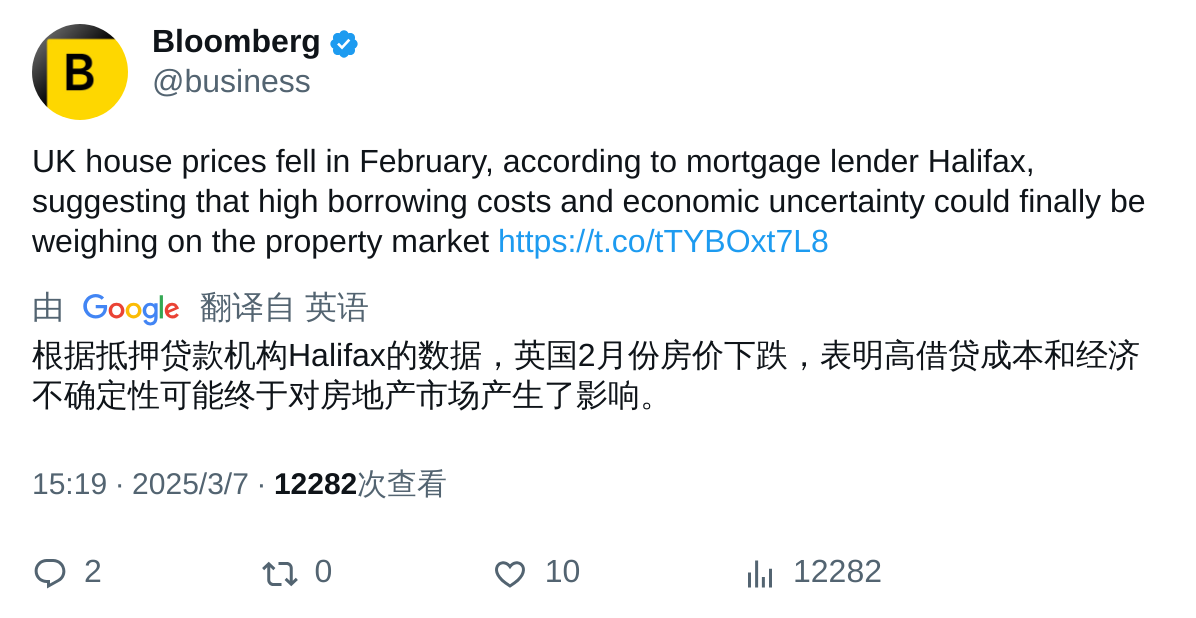 B
Bloomberg
@business
UK house prices fell in February, according to mortgage lender Halifax,
suggesting that high borrowing costs and economic uncertainty could finally be
weighing on the property market https://t.co/tTYBOxt7L8
由 Google 翻译自 英语
根据抵押贷款机构Halifax的数据，英国2月份房价下跌，表明高借贷成本和经济
不确定性可能终于对房地产市场产生了影响。
15:19 · 2025/3/7 · 12282次查看
2 0 10 12282